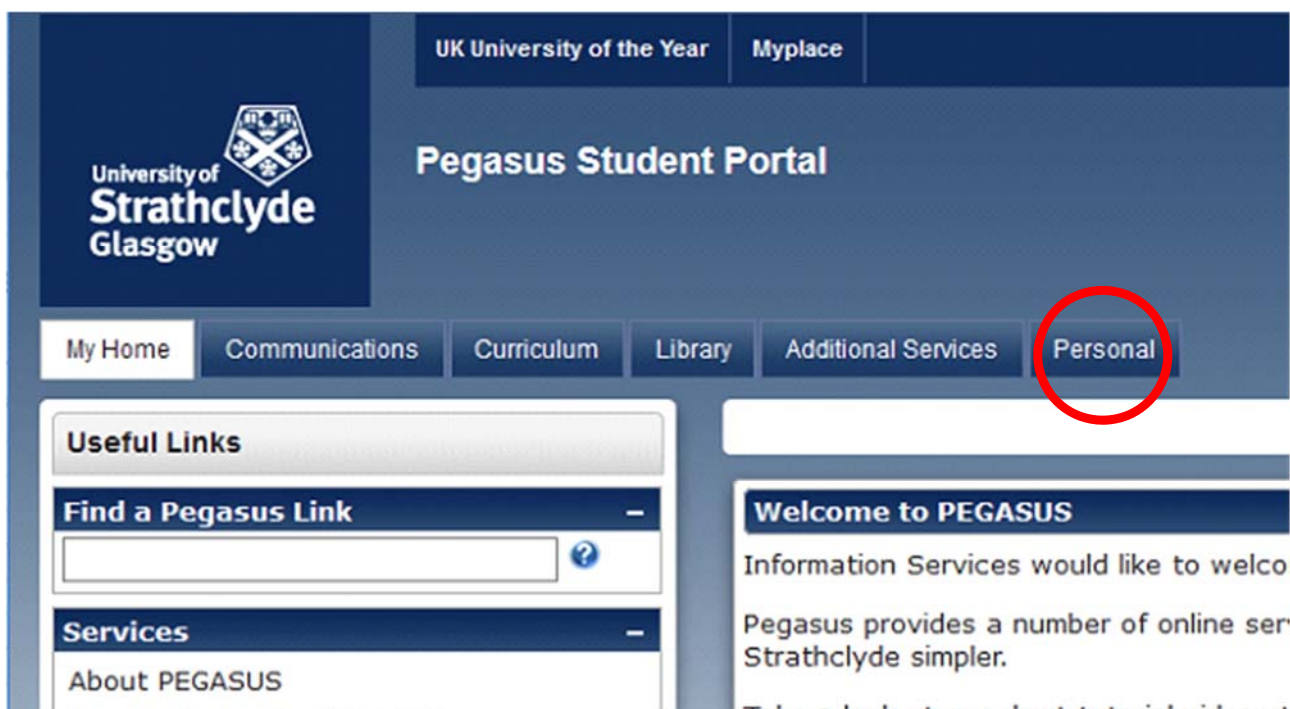 UK University of the Year Myplace
University of
Strathclyde
Glasgow
Pegasus Student Portal
My Home Communications Curriculum Library Additional Services Personal
Useful Links
Find a Pegasus Link –
?
Services –
About PEGASUS
Welcome to PEGASUS
Information Services would like to welco
Pegasus provides a number of online ser
Strathclyde simpler.